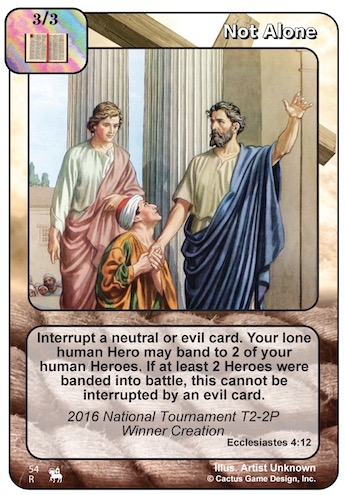 3/3
Not Alone
Interrupt a neutral or evil card. Your lone
human Hero may band to 2 of your
human Heroes. If at least 2 Heroes were
banded into battle, this cannot be
interrupted by an evil card.
2016 National Tournament T2-2P
Winner Creation
Ecclesiastes 4:12
54
R
Illus. Artist Unknown
© Cactus Game Design, Inc.